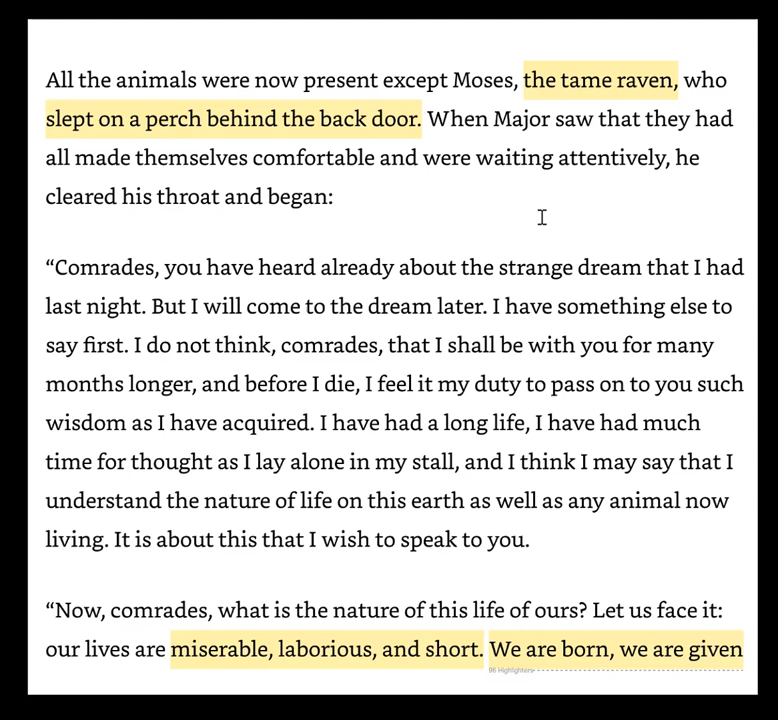 All the animals were now present except Moses, the tame raven, who
slept on a perch behind the back door. When Major saw that they had
all made themselves comfortable and were waiting attentively, he
cleared his throat and began:
“Comrades, you have heard already about the strange dream that I had
last night. But I will come to the dream later. I have something else to
say first. I do not think, comrades, that I shall be with you for many
months longer, and before I die, I feel it my duty to pass on to you such
wisdom as I have acquired. I have had a long life, I have had much
time for thought as I lay alone in my stall, and I think I may say that I
understand the nature of life on this earth as well as any animal now
living. It is about this that I wish to speak to you.
“Now, comrades, what is the nature of this life of ours? Let us face it:
our lives are miserable, laborious, and short. We are born, we are given
96 Highlighters